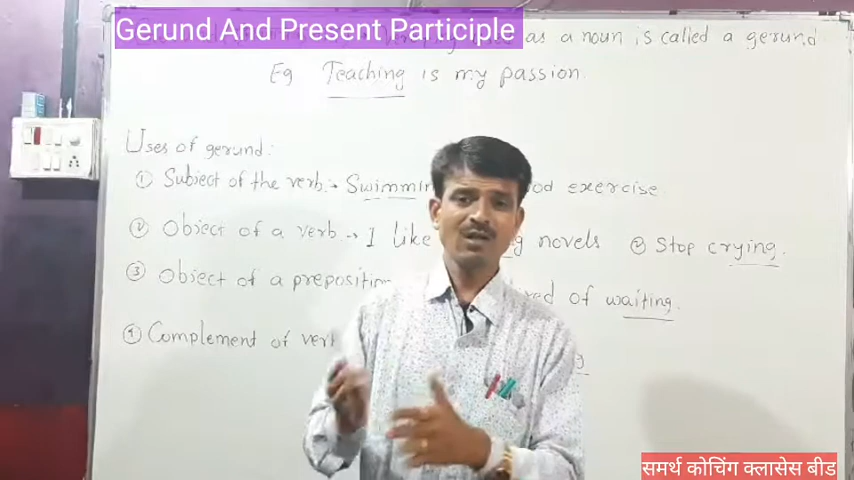 Gerund And Present Participle
as a noun is called a gerund
Eg Teaching is my passion.
Uses of gerund:
① Subject of the verb:- exercise
② Object of a verb.→ I like novels ② Stop crying.
③ Object of a preposition of waiting.
④ Complement of verb
समर्थ कोचिंग क्लासेस बीड